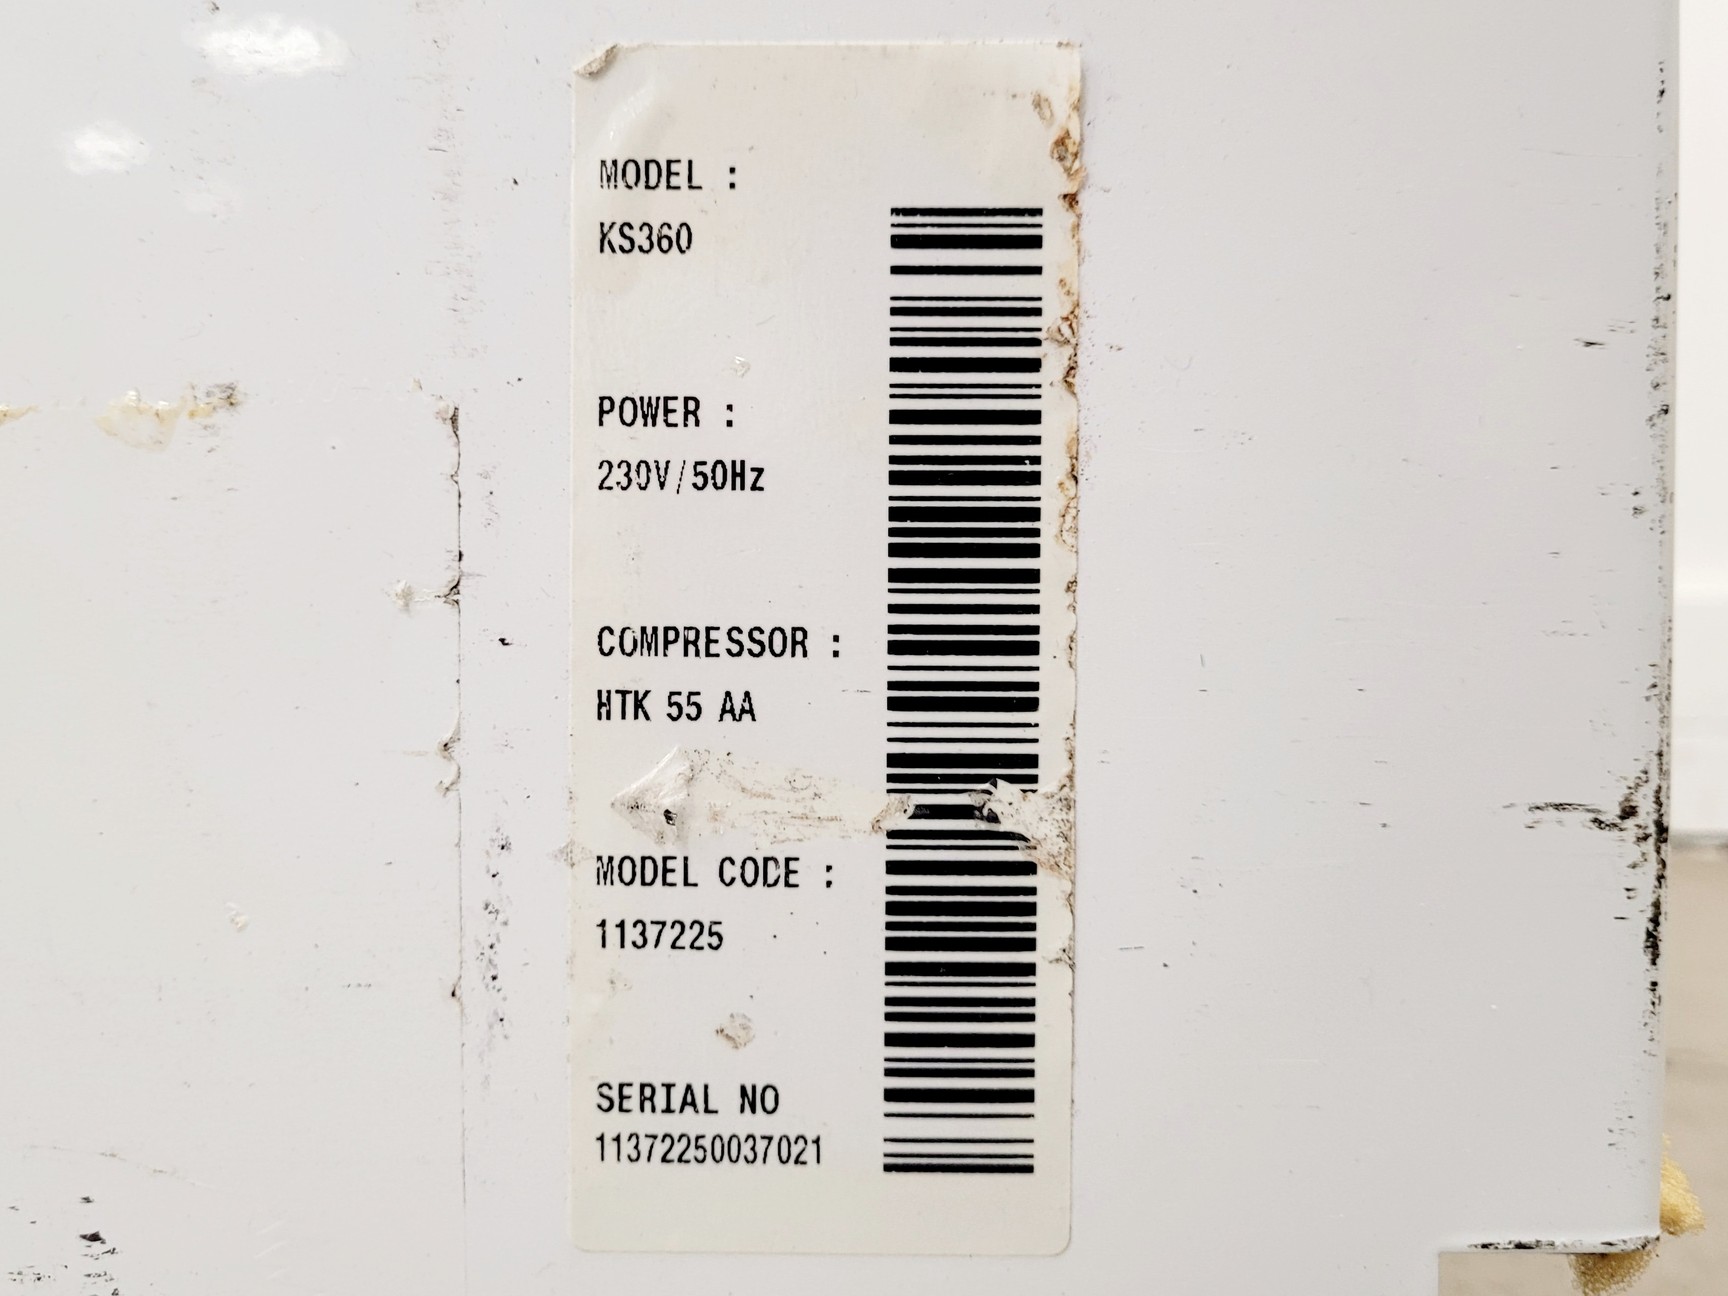 MODEL :
KS360
POWER :
230V/50Hz
COMPRESSOR :
HTK 55 AA
MODEL CODE :
1137225
SERIAL NO
11372250037021